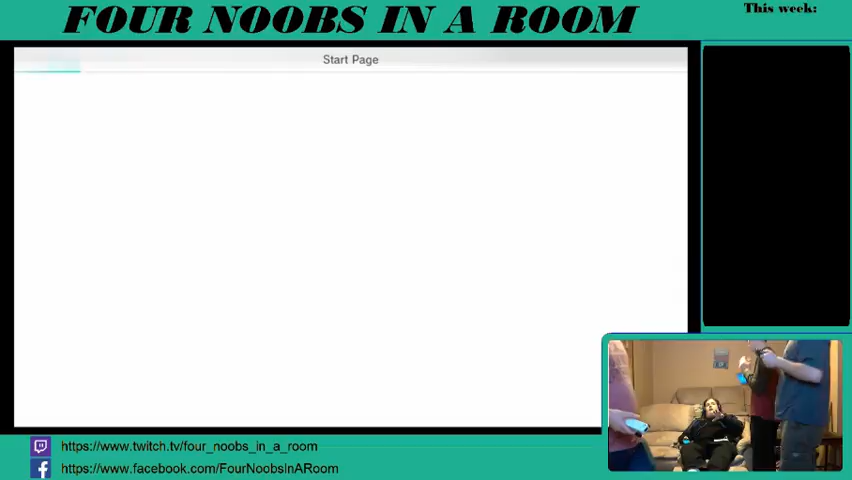 FOUR NOOBS IN A ROOM
This week:
Start Page
https://www.twitch.tv/four_noobs_in_a_room
https://www.facebook.com/FourNoobsInARoom